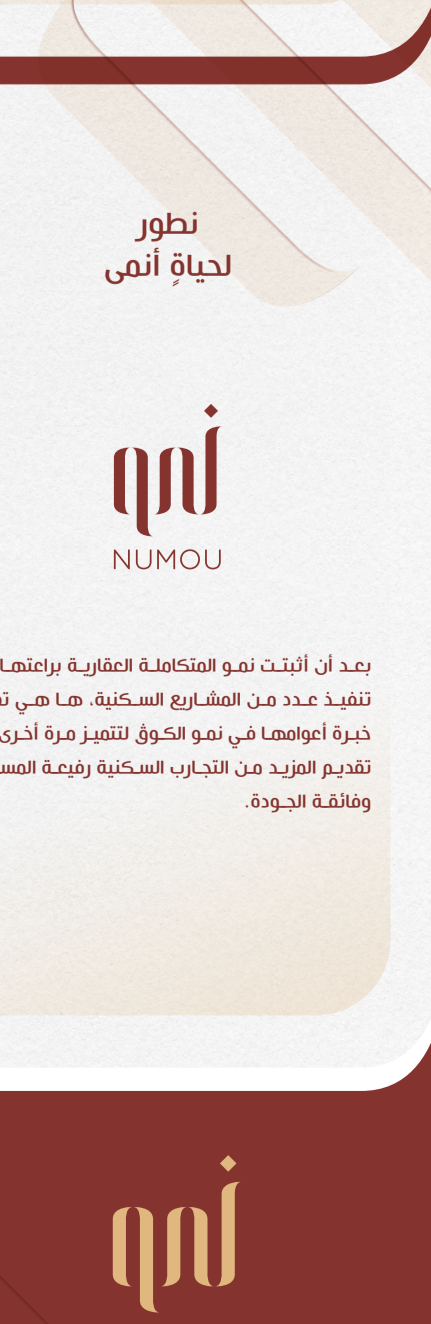 نطور
لحياةٍ أنمى
نمو
NUMOU
بعد أن أثبتت نمو المتكاملة العقارية براعتها
تنفيذ عدد من المشاريع السكنية، ها هي
خبرة أعوامها في نمو الكوڤ لتتميز مرة أخرى
تقديم المزيد من التجارب السكنية رفيعة
وفائقة الجودة.
نمو